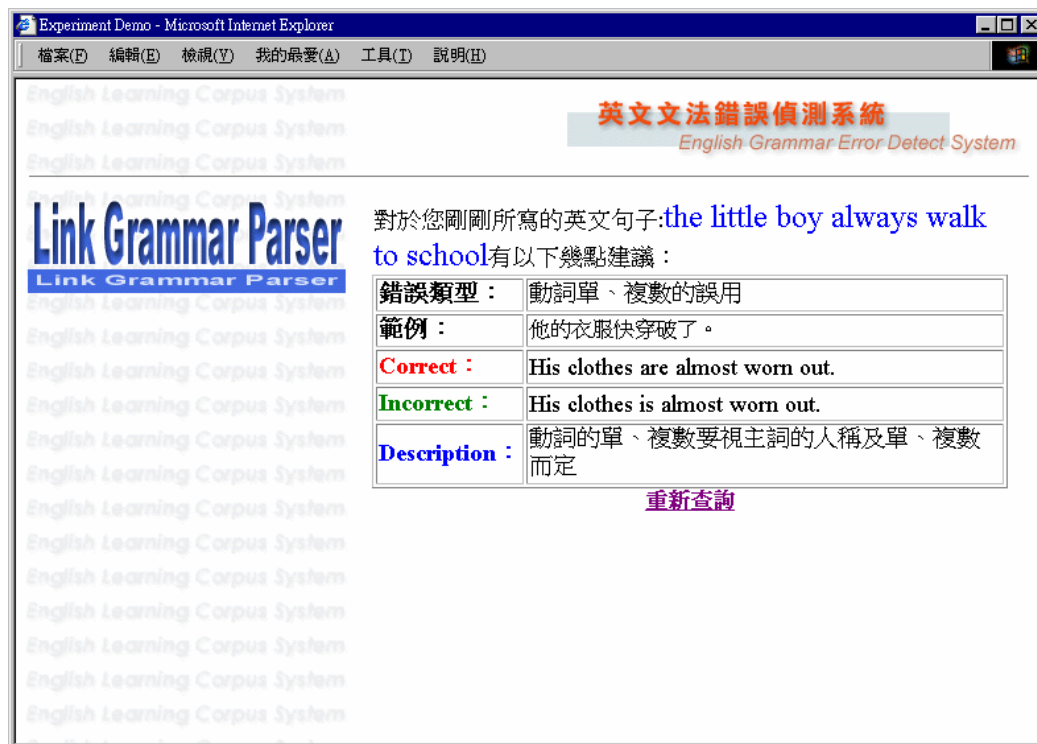 Experiment Demo - Microsoft Internet Explorer
檔案(F) 編輯(E) 檢視(V) 我的最愛(A) 工具(T) 說明(H)
English Learning Corpus System
English Learning Corpus System
English Learning Corpus System
英文文法錯誤偵測系統
English Grammar Error Detect System
English Learning Corpus System
Link Grammar Parser
Link Grammar Parser
對於您剛剛所寫的英文句子:the little boy always walk
to school有以下幾點建議：
錯誤類型： 動詞單、複數的誤用
範例： 他的衣服快穿破了。
Correct： His clothes are almost worn out.
Incorrect： His clothes is almost worn out.
Description： 動詞的單、複數要視主詞的人稱及單、複數
而定
重新查詢
English Learning Corpus System
English Learning Corpus System
English Learning Corpus System
English Learning Corpus System
English Learning Corpus System
English Learning Corpus System
English Learning Corpus System
English Learning Corpus System
English Learning Corpus System
English Learning Corpus System
English Learning Corpus System
English Learning Corpus System
English Learning Corpus System